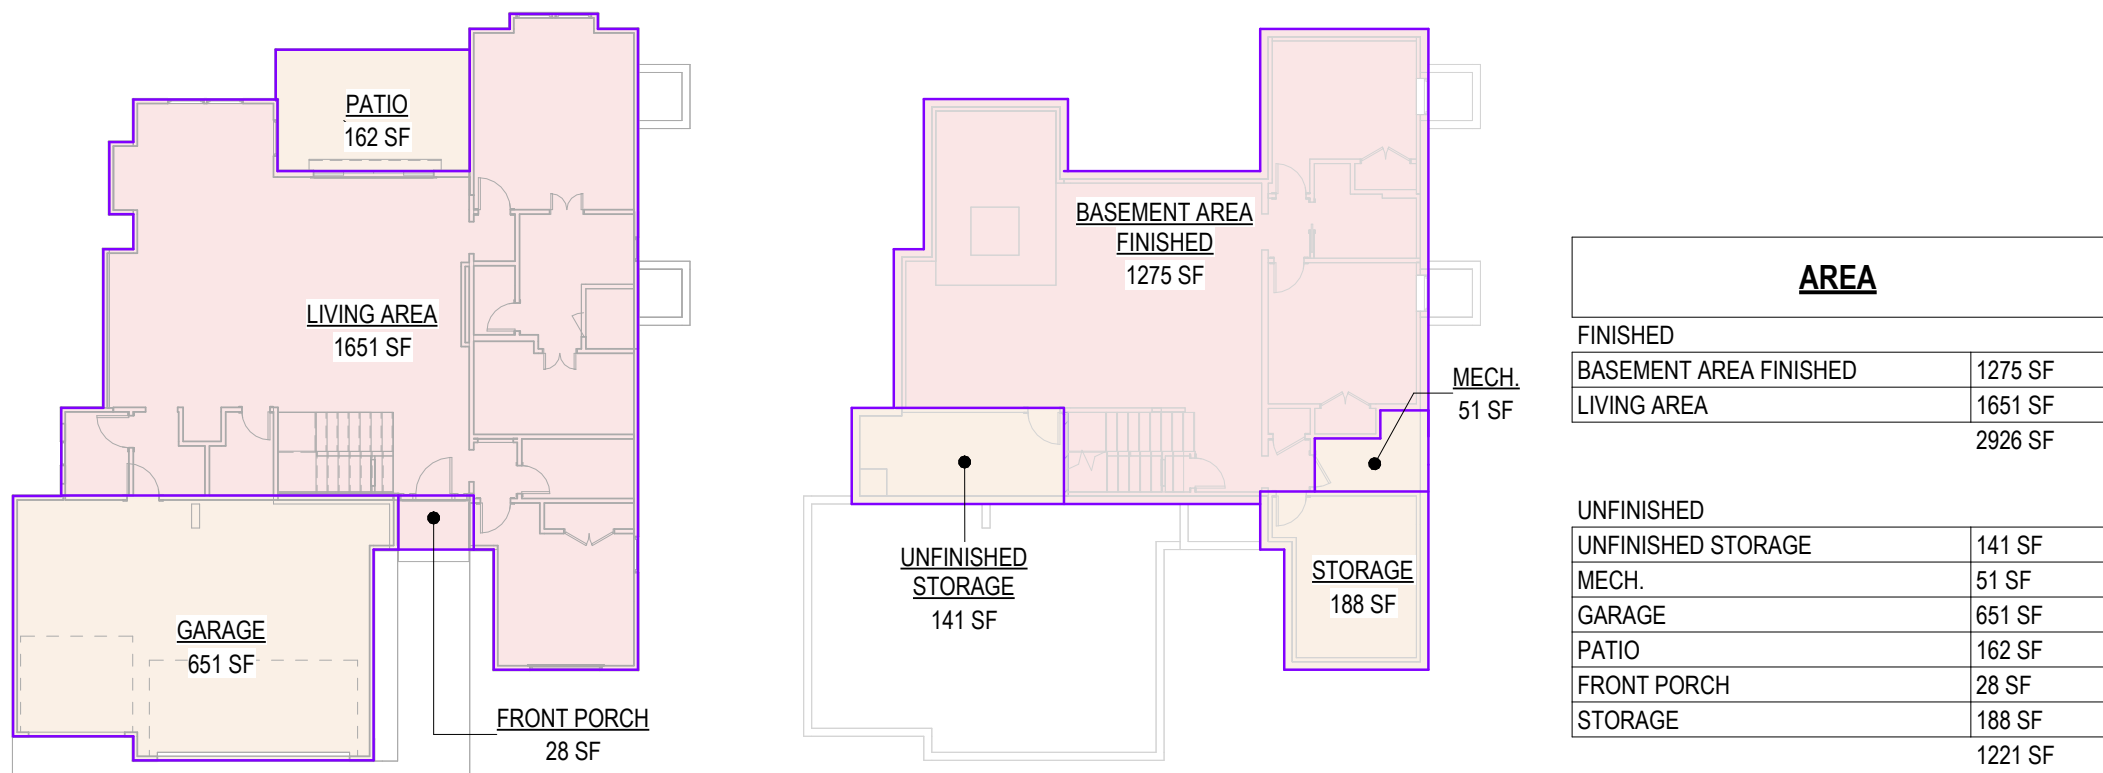 PATIO
162 SF
LIVING AREA
1651 SF
GARAGE
651 SF
FRONT PORCH
28 SF
BASEMENT AREA
FINISHED
1275 SF
MECH.
51 SF
UNFINISHED
STORAGE
141 SF
STORAGE
188 SF
AREA
FINISHED
BASEMENT AREA FINISHED 1275 SF
LIVING AREA 1651 SF
2926 SF
UNFINISHED
UNFINISHED STORAGE 141 SF
MECH. 51 SF
GARAGE 651 SF
PATIO 162 SF
FRONT PORCH 28 SF
STORAGE 188 SF
1221 SF